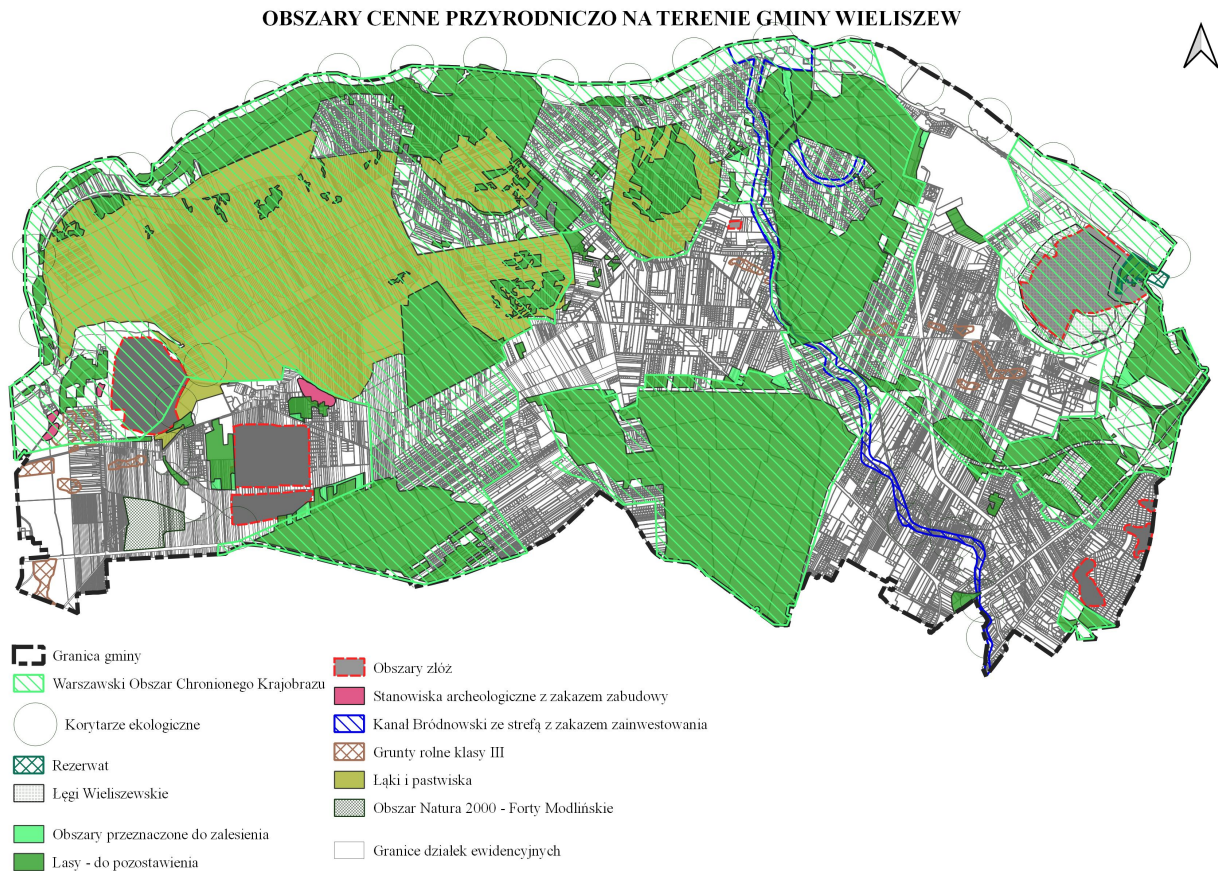 OBSZARY CENNE PRZYRODNICZO NA TERENIE GMINY WIELISZEW
Granica gminy
Warszawski Obszar Chronionego Krajobrazu
Korytarze ekologiczne
Rezerwat
Łęgi Wieliszewskie
Obszary przeznaczone do zalesienia
Lasy - do pozostawienia
Obszary złóż
Stanowiska archeologiczne z zakazem zabudowy
Kanał Bródnowski ze strefą z zakazem zainwestowania
Grunty rolne klasy III
Łąki i pastwiska
Obszar Natura 2000 - Forty Modlińskie
Granice działek ewidencyjnych